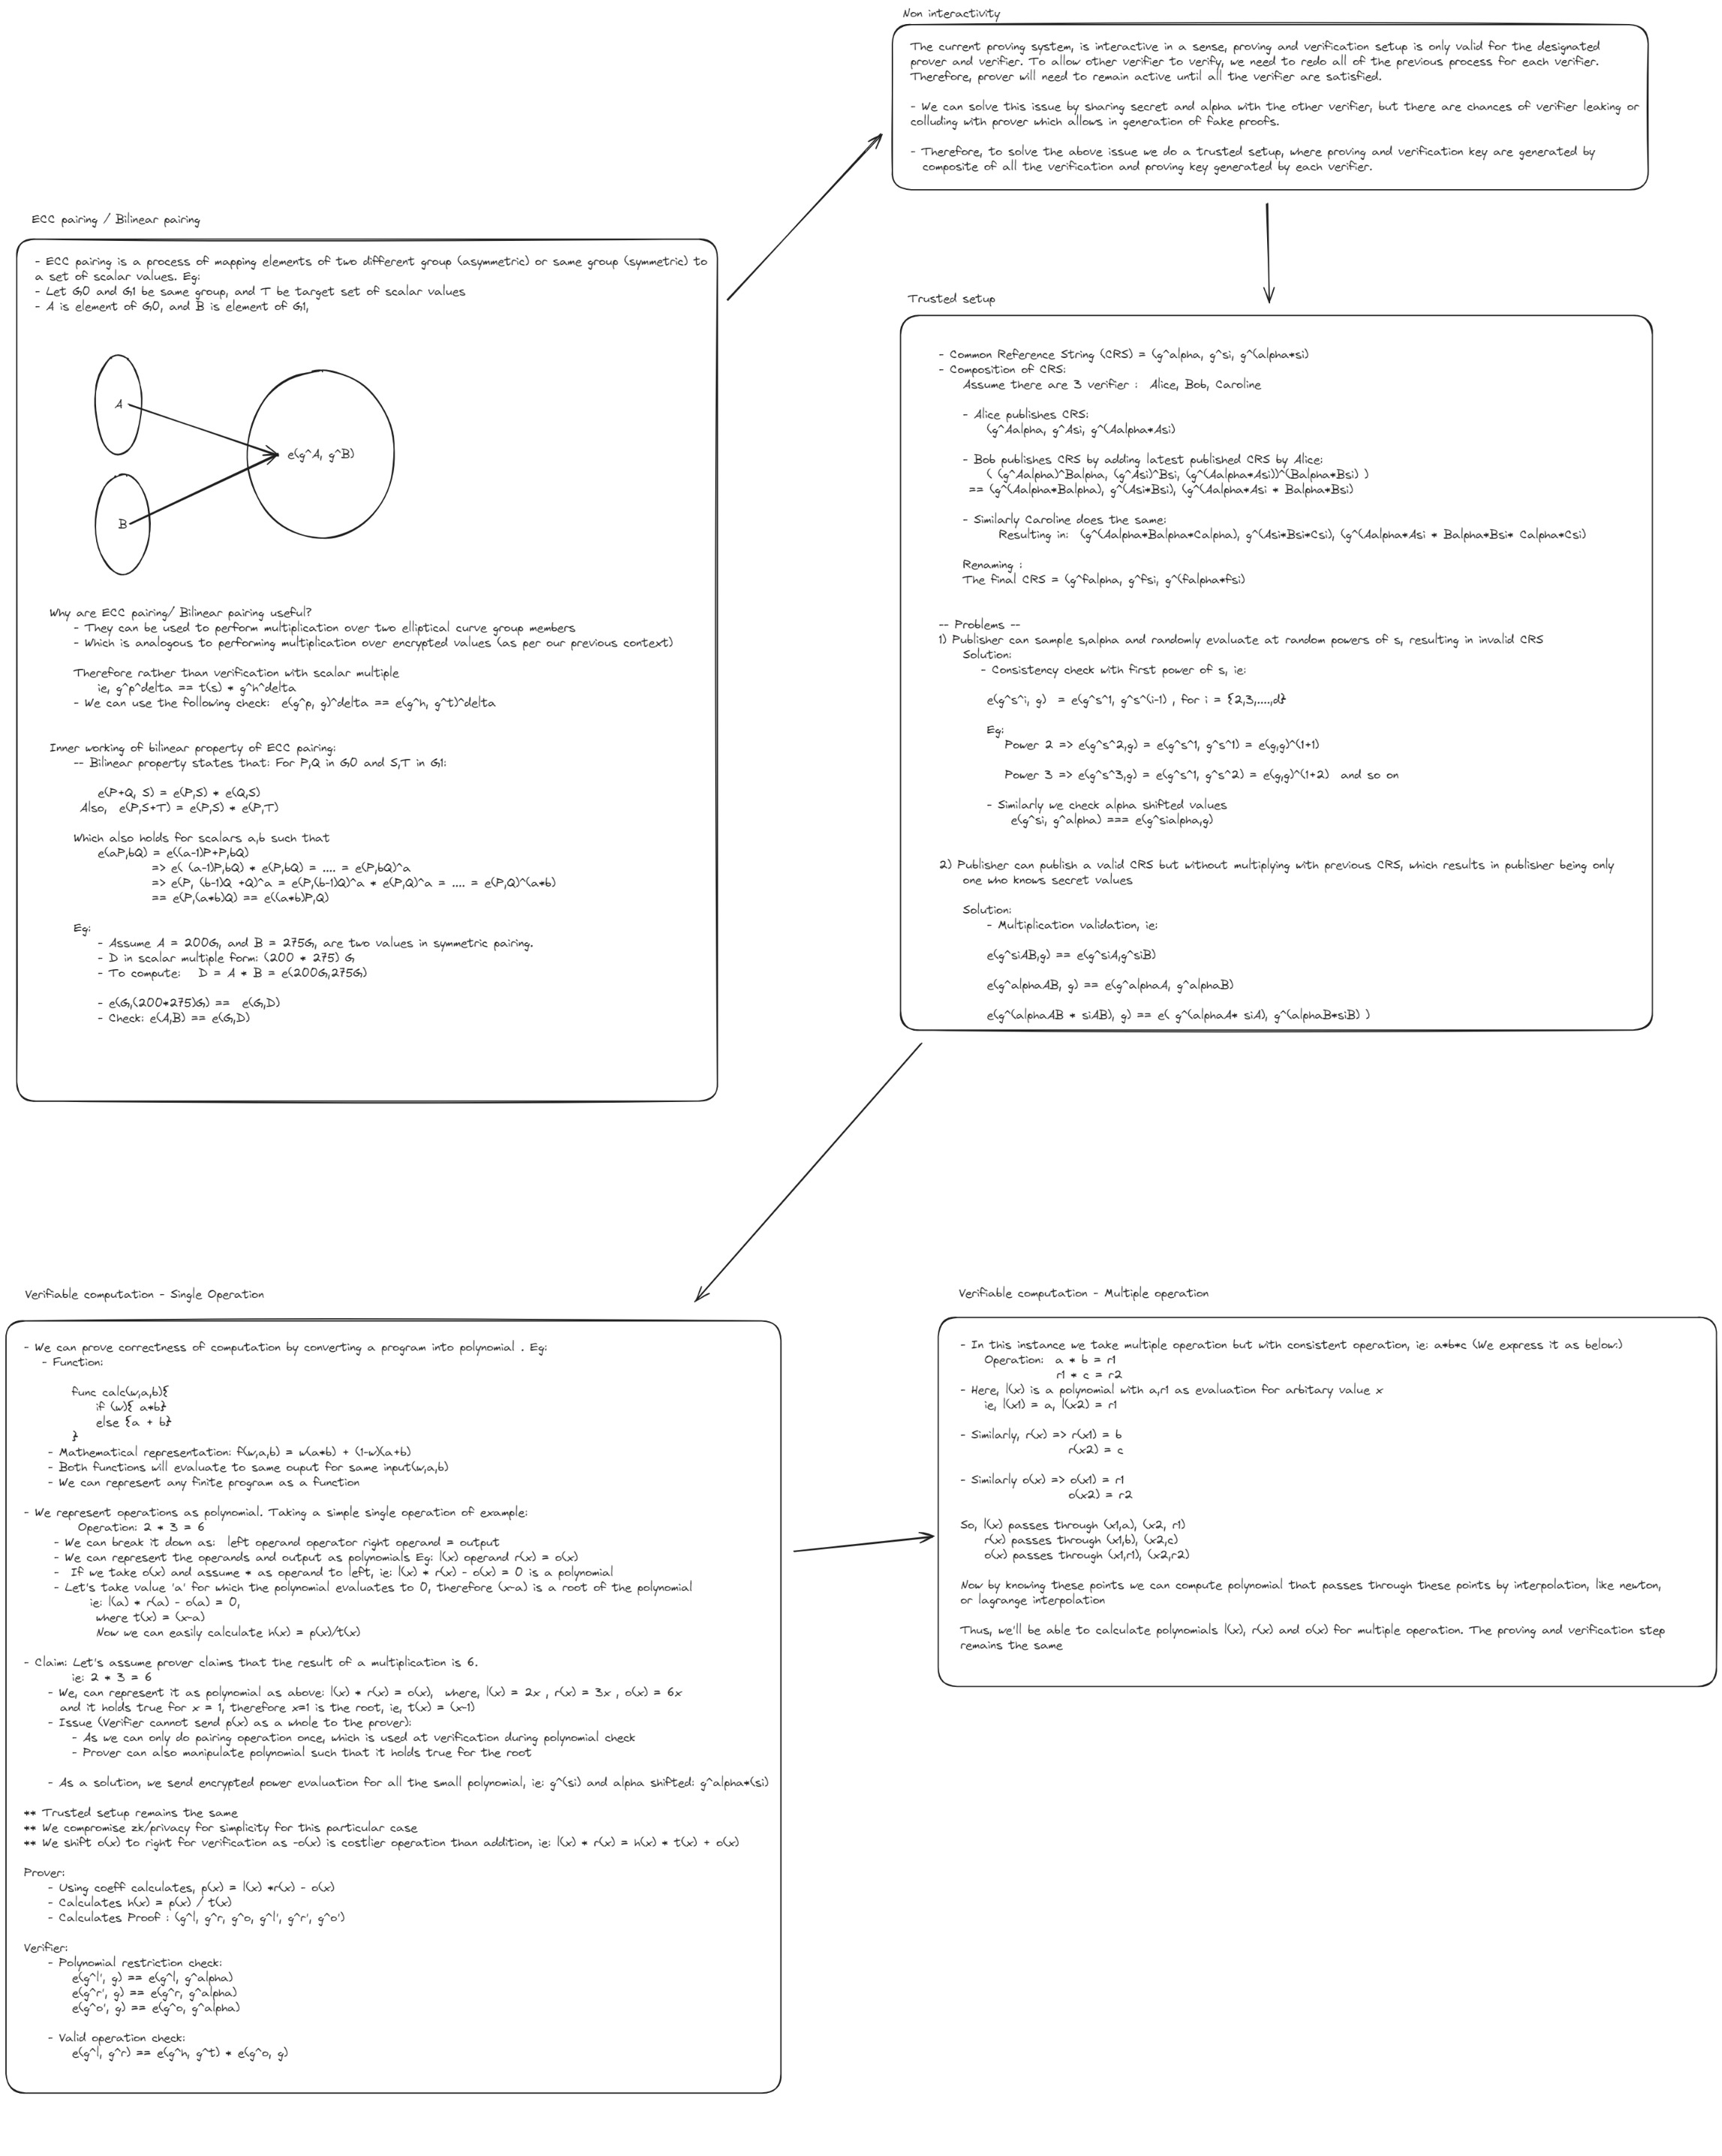 Non interactivity
The current proving system, is interactive in a sense, proving and verification setup is only valid for the designated
prover and verifier. To allow other verifier to verify, we need to redo all of the previous process for each verifier.
Therefore, prover will need to remain active until all the verifier are satisfied.
- We can solve this issue by sharing secret and alpha with the other verifier, but there are chances of verifier leaking or
colluding with prover which allows in generation of fake proofs.
- Therefore, to solve the above issue we do a trusted setup, where proving and verification key are generated by
composite of all the verification and proving key generated by each verifier.
ECC pairing / Bilinear pairing
- ECC pairing is a process of mapping elements of two different group (asymmetric) or same group (symmetric) to
a set of scalar values. Eg:
- Let G0 and G1 be same group, and T be target set of scalar values
- A is element of G0, and B is element of G1,
A
e(g^A, g^B)
B
Why are ECC pairing/ Bilinear pairing useful?
- They can be used to perform multiplication over two elliptical curve group members
- Which is analogous to performing multiplication over encrypted values (as per our previous context)
Therefore rather than verification with scalar multiple
ie, g^p^delta == t(s) * g^h^delta
- We can use the following check: e(g^p, g)^delta == e(g^h, g^t)^delta
Inner working of bilinear property of ECC pairing:
-- Bilinear property states that: For P,Q in G0 and S,T in G1:
e(P+Q, S) = e(P,S) * e(Q,S)
Also, e(P,S+T) = e(P,S) * e(P,T)
Which also holds for scalars a,b such that
e(aP,bQ) = e((a-1)P+P,bQ)
=> e( (a-1)P,bQ) * e(P,bQ) = .... = e(P,bQ)^a
=> e(P, (b-1)Q +Q)^a = e(P,(b-1)Q)^a * e(P,Q)^a = .... = e(P,Q)^(a*b)
== e(P,(a*b)Q) == e((a*b)P,Q)
Eg:
- Assume A = 200G, and B = 275G, are two values in symmetric pairing.
- D in scalar multiple form: (200 * 275) G
- To compute: D = A * B = e(200G,275G)
- e(G,(200*275)G) == e(G,D)
- Check: e(A,B) == e(G,D)
Trusted setup
- Common Reference String (CRS) = (g^alpha, g^si, g^(alpha*si)
- Composition of CRS:
Assume there are 3 verifier : Alice, Bob, Caroline
- Alice publishes CRS:
(g^Aalpha, g^Asi, g^(Aalpha*Asi)
- Bob publishes CRS by adding latest published CRS by Alice:
( (g^Aalpha)^Balpha, (g^Asi)^Bsi, (g^(Aalpha*Asi))^(Balpha*Bsi) )
== (g^(Aalpha*Balpha), g^(Asi*Bsi), (g^(Aalpha*Asi * Balpha*Bsi)
- Similarly Caroline does the same:
Resulting in: (g^(Aalpha*Balpha*Calpha), g^(Asi*Bsi*Csi), (g^(Aalpha*Asi * Balpha*Bsi* Calpha*Csi)
Renaming :
The final CRS = (g^falpha, g^fsi, g^(falpha*fsi)
-- Problems --
1) Publisher can sample s,alpha and randomly evaluate at random powers of s, resulting in invalid CRS
Solution:
- Consistency check with first power of s, ie:
e(g^s^i, g) = e(g^s^1, g^s^(i-1) , for i = {2,3,....,d}
Eg:
Power 2 => e(g^s^2,g) = e(g^s^1, g^s^1) = e(g,g)^(1+1)
Power 3 => e(g^s^3,g) = e(g^s^1, g^s^2) = e(g,g)^(1+2) and so on
- Similarly we check alpha shifted values
e(g^si, g^alpha) === e(g^sialpha,g)
2) Publisher can publish a valid CRS but without multiplying with previous CRS, which results in publisher being only
one who knows secret values
Solution:
- Multiplication validation, ie:
e(g^siAB,g) == e(g^siA,g^siB)
e(g^alphaAB, g) == e(g^alphaA, g^alphaB)
e(g^(alphaAB * siAB), g) == e( g^(alphaA* siA), g^(alphaB*siB) )
Verifiable computation - Single Operation
- We can prove correctness of computation by converting a program into polynomial . Eg:
- Function:
func calc(w,a,b){
if (w){ a*b}
else {a + b}
}
- Mathematical representation: f(w,a,b) = w(a*b) + (1-w)(a+b)
- Both functions will evaluate to same ouput for same input(w,a,b)
- We can represent any finite program as a function
- We represent operations as polynomial. Taking a simple single operation of example:
Operation: 2 * 3 = 6
- We can break it down as: left operand operator right operand = output
- We can represent the operands and output as polynomials Eg: l(x) operand r(x) = o(x)
- If we take o(x) and assume * as operand to left, ie: l(x) * r(x) - o(x) = 0 is a polynomial
- Let's take value 'a' for which the polynomial evaluates to 0, therefore (x-a) is a root of the polynomial
ie: l(a) * r(a) - o(a) = 0,
where t(x) = (x-a)
Now we can easily calculate h(x) = p(x)/t(x)
- Claim: Let's assume prover claims that the result of a multiplication is 6.
ie: 2 * 3 = 6
- We, can represent it as polynomial as above: l(x) * r(x) = o(x), where, l(x) = 2x , r(x) = 3x , o(x) = 6x
and it holds true for x = 1, therefore x=1 is the root, ie, t(x) = (x-1)
- Issue (Verifier cannot send p(x) as a whole to the prover):
- As we can only do pairing operation once, which is used at verification during polynomial check
- Prover can also manipulate polynomial such that it holds true for the root
- As a solution, we send encrypted power evaluation for all the small polynomial, ie: g^(si) and alpha shifted: g^alpha*(si)
** Trusted setup remains the same
** We compromise zk/privacy for simplicity for this particular case
** We shift o(x) to right for verification as -o(x) is costlier operation than addition, ie: l(x) * r(x) = h(x) * t(x) + o(x)
Prover:
- Using coeff calculates, p(x) = l(x) *r(x) - o(x)
- Calculates h(x) = p(x) / t(x)
- Calculates Proof : (g^l, g^r, g^o, g^l', g^r', g^o')
Verifier:
- Polynomial restriction check:
e(g^l', g) == e(g^l, g^alpha)
e(g^r', g) == e(g^r, g^alpha)
e(g^o', g) == e(g^o, g^alpha)
- Valid operation check:
e(g^l, g^r) == e(g^h, g^t) * e(g^o, g)
Verifiable computation - Multiple operation
- In this instance we take multiple operation but with consistent operation, ie: a*b*c (We express it as below:)
Operation: a * b = r1
r1 * c = r2
- Here, l(x) is a polynomial with a,r1 as evaluation for arbitary value x
ie, l(x1) = a, l(x2) = r1
- Similarly, r(x) => r(x1) = b
r(x2) = c
- Similarly o(x) => o(x1) = r1
o(x2) = r2
So, l(x) passes through (x1,a), (x2, r1)
r(x) passes through (x1,b), (x2,c)
o(x) passes through (x1,r1), (x2,r2)
Now by knowing these points we can compute polynomial that passes through these points by interpolation, like newton,
or lagrange interpolation
Thus, we'll be able to calculate polynomials l(x), r(x) and o(x) for multiple operation. The proving and verification step
remains the same